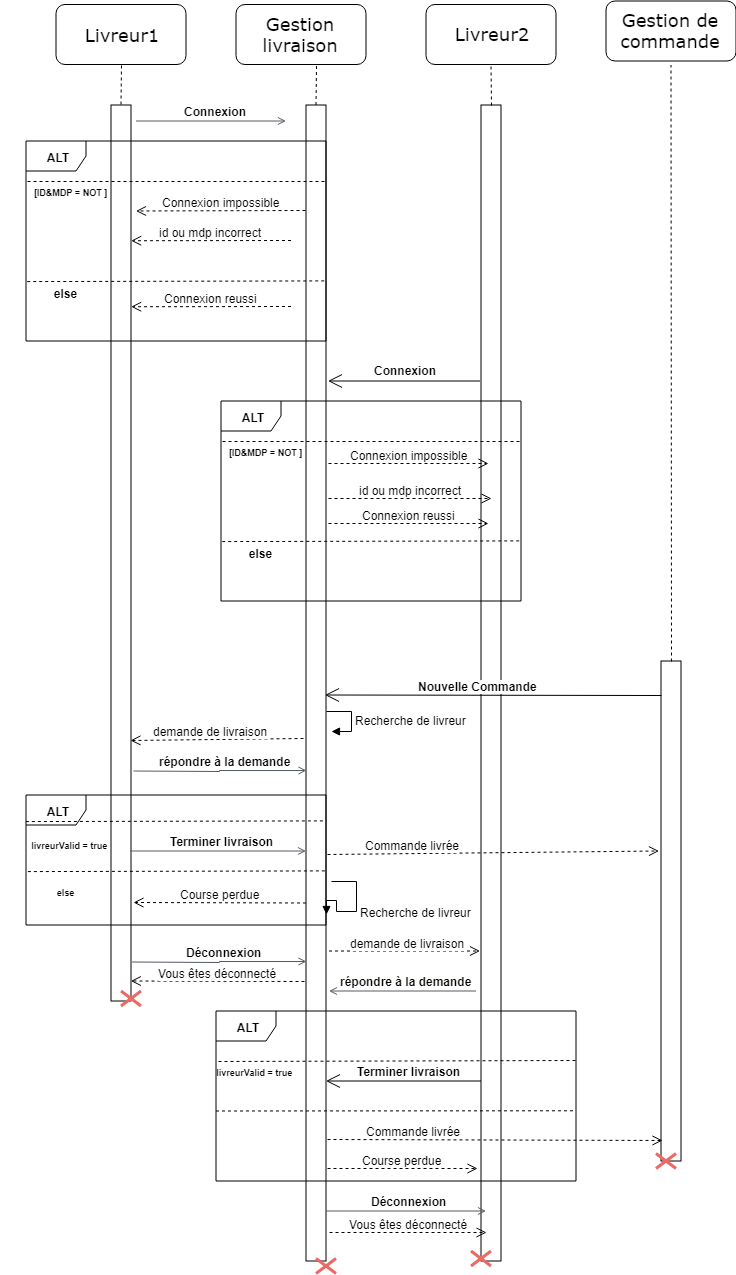 Livreur1
Gestion
livraison
Livreur2
Gestion de
commande
Connexion
ALT
[ID&MDP = NOT ]
Connexion impossible
id ou mdp incorrect
else
Connexion reussi
Connexion
ALT
[ID&MDP = NOT ]
Connexion impossible
id ou mdp incorrect
Connexion reussi
else
Nouvelle Commande
Recherche de livreur
demande de livraison
répondre à la demande
ALT
livreurValid = true
Terminer livraison
Commande livrée
else
Course perdue
Recherche de livreur
demande de livraison
Déconnexion
Vous êtes déconnecté
répondre à la demande
ALT
livreurValid = true
Terminer livraison
Commande livrée
Course perdue
Déconnexion
Vous êtes déconnecté